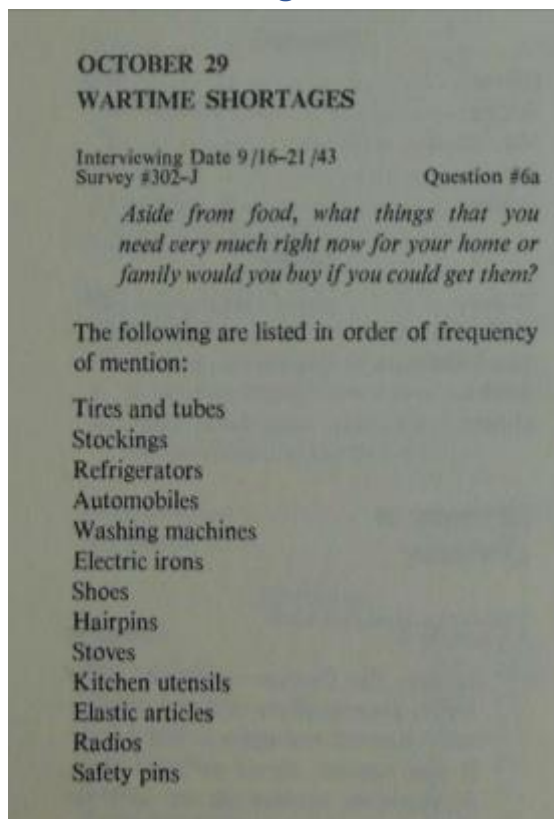 OCTOBER 29
WARTIME SHORTAGES
Interviewing Date 9/16–21/43
Survey #302–J Question #6a
Aside from food, what things that you
need very much right now for your home or
family would you buy if you could get them?
The following are listed in order of frequency
of mention:
Tires and tubes
Stockings
Refrigerators
Automobiles
Washing machines
Electric irons
Shoes
Hairpins
Stoves
Kitchen utensils
Elastic articles
Radios
Safety pins